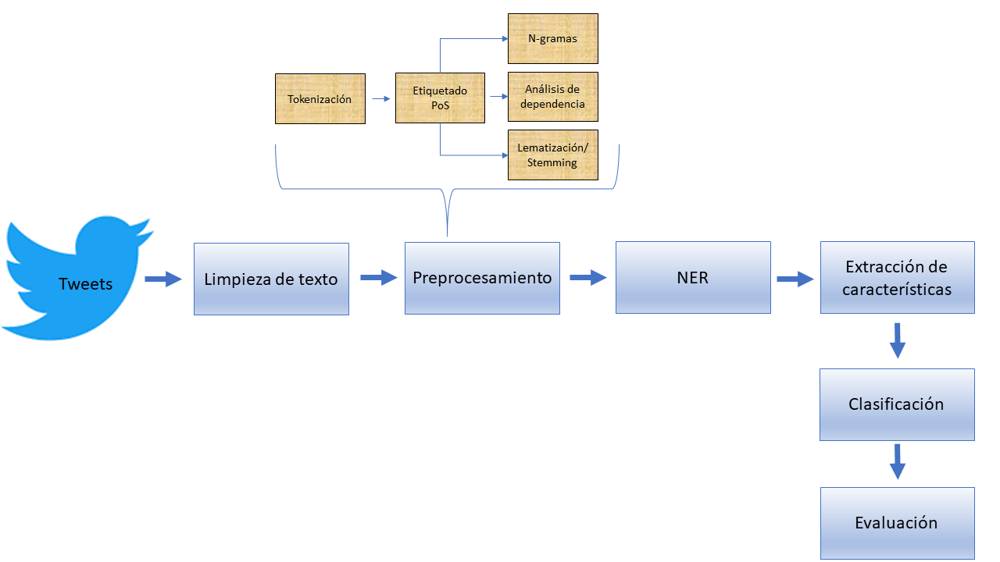 N-gramas
Tokenización
Etiquetado
PoS
Análisis de
dependencia
Lematización/
Stemming
Tweets
Limpieza de texto
Preprocesamiento
NER
Extracción de
características
Clasificación
Evaluación